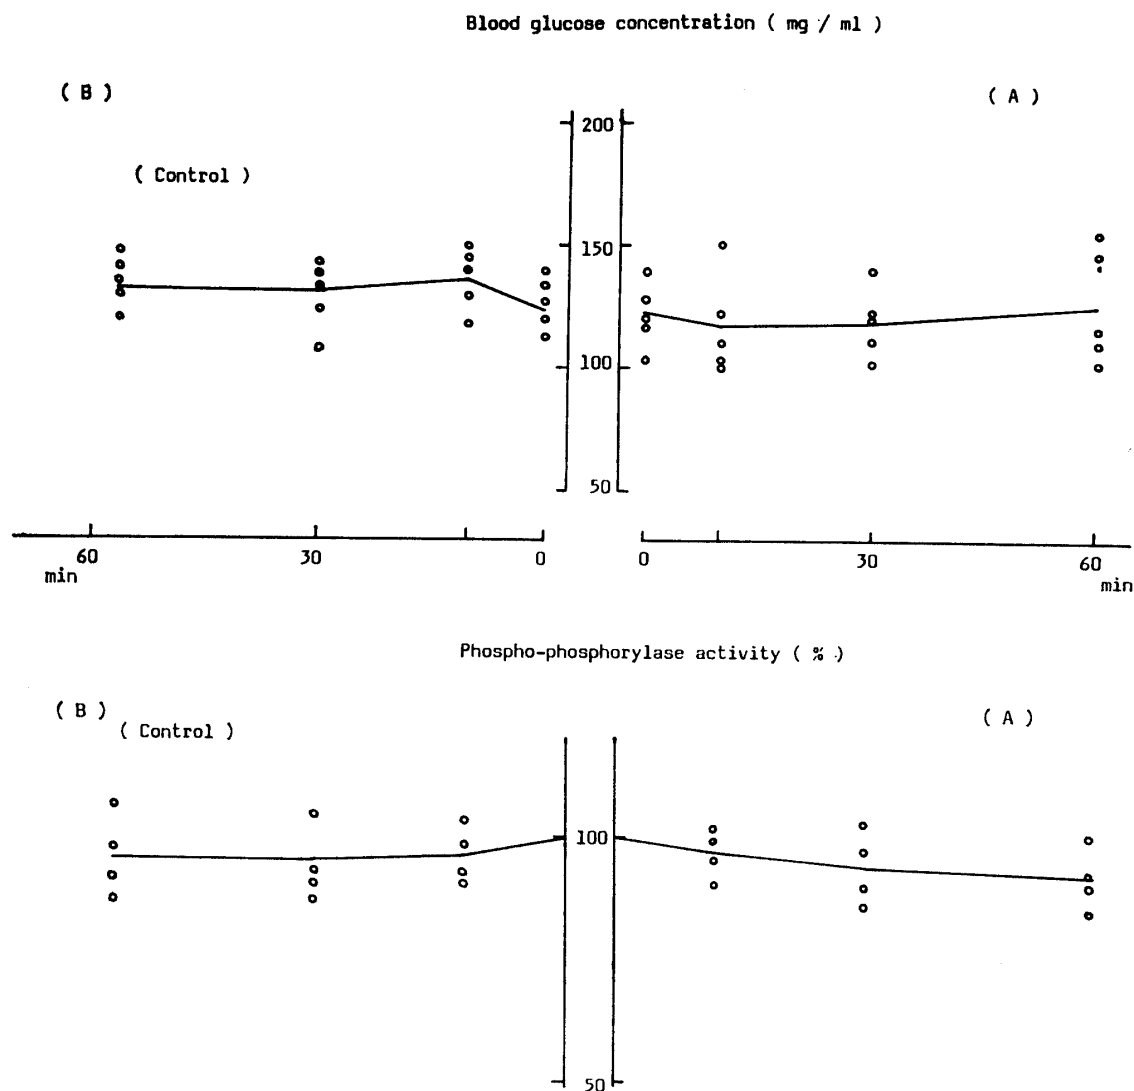 Blood glucose concentration ( mg / ml )
( B )
( A )
( Control )
200
150
100
50
60
30
0
min
0
30
60
min
Phospho-phosphorylase activity ( % )
( B )
( Control )
( A )
100
50